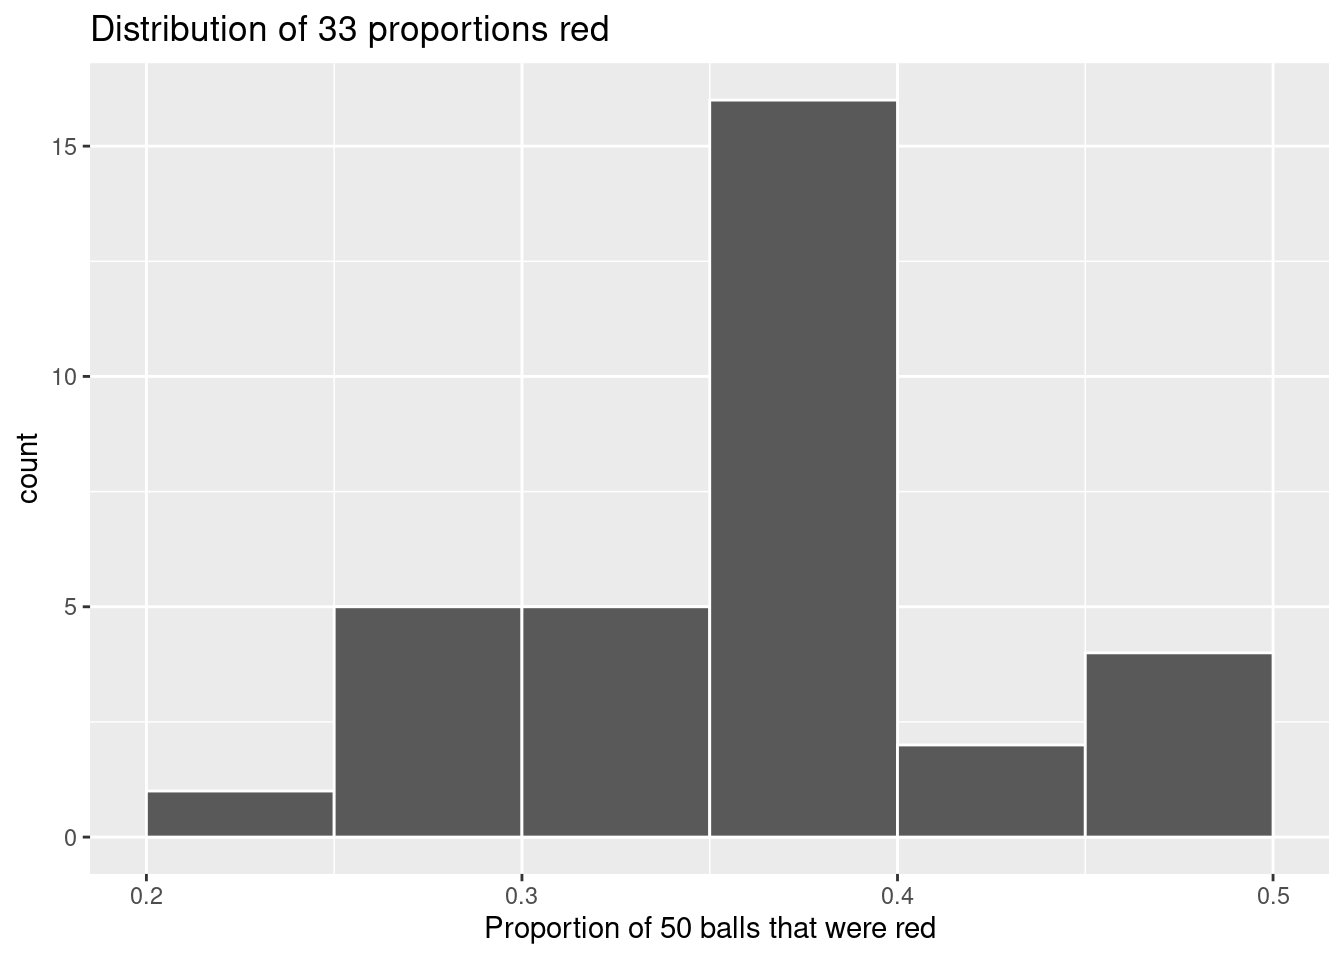 Distribution of 33 proportions red
15
10
5
0
count
0.2 0.3 0.4 0.5
Proportion of 50 balls that were red